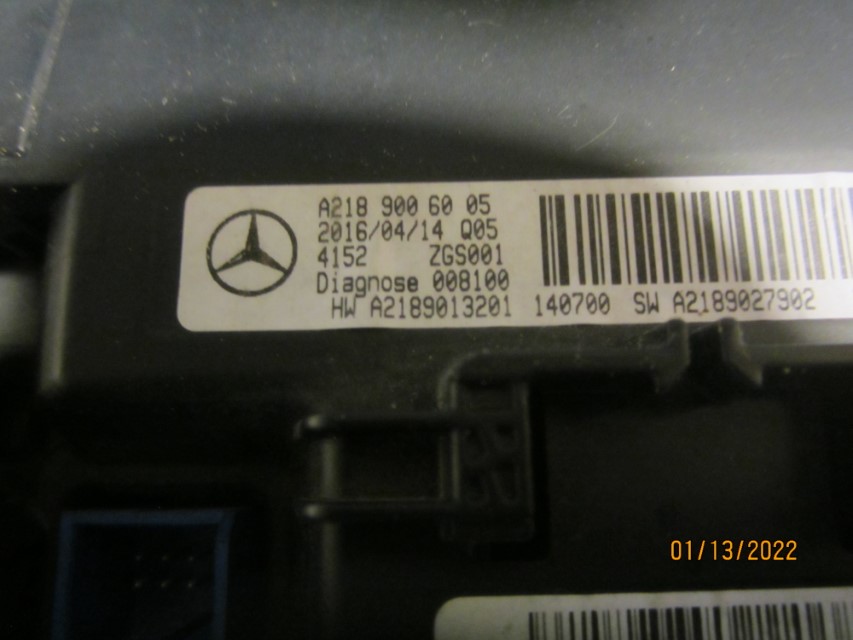 A218 900 60 05
2016/04/14 Q05
4152 ZGS001
Diagnose 008100
HW A2189013201 140700 SW A2189027902
01/13/2022